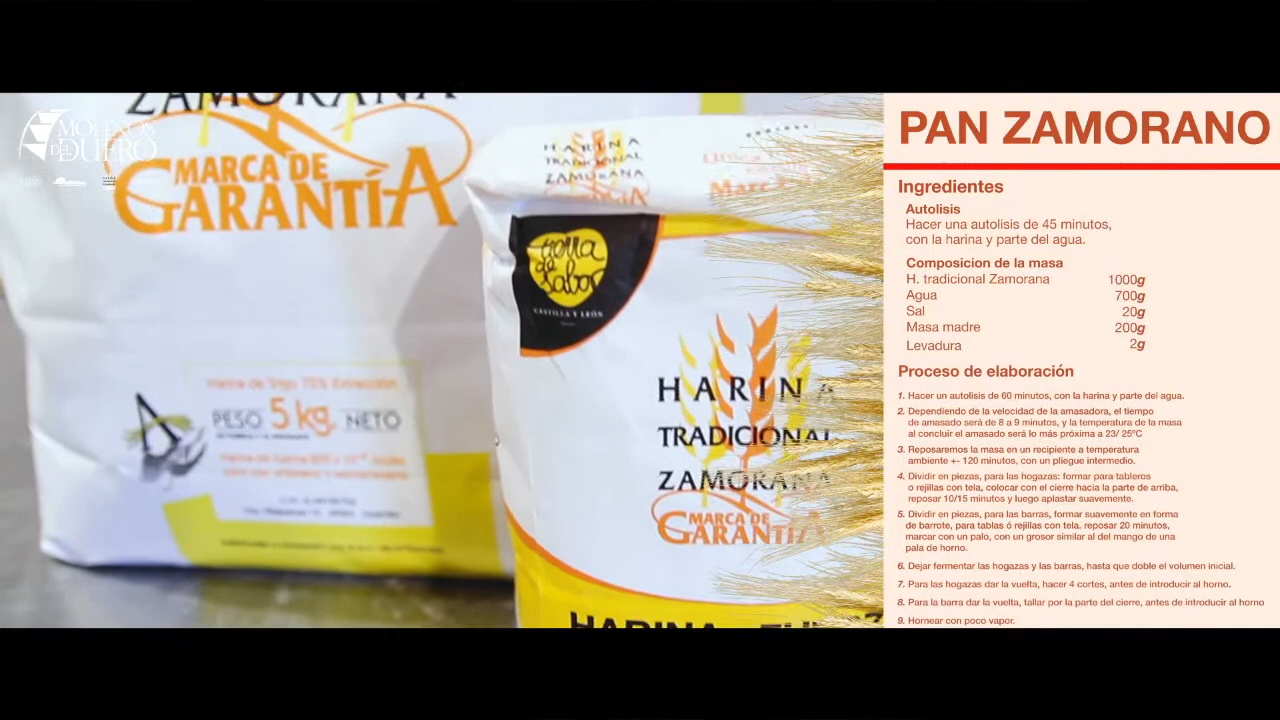 ZAMORANA
MARCA DE
GARANTÍA
MOLINOS
DEL
DUERO
Harina de Trigo 75% Extracción
PESO 5 kg. NETO
HARINA
TRADICIONAL
ZAMORANA
tierra
de
sabor
CASTILLA Y LEÓN
HARINA
TRADICIONAL
ZAMORANA
MARCA DE
GARANTÍA
HARINA
PAN ZAMORANO
Ingredientes
Autolisis
Hacer una autolisis de 45 minutos,
con la harina y parte del agua.
Composicion de la masa
H. tradicional Zamorana 1000g
Agua 700g
Sal 20g
Masa madre 200g
Levadura 2g
Proceso de elaboración
1. Hacer un autolisis de 60 minutos, con la harina y parte del agua.
2. Dependiendo de la velocidad de la amasadora, el tiempo
de amasado será de 8 a 9 minutos, y la temperatura de la masa
al concluir el amasado será lo más próxima a 23/ 25ºC
3. Reposaremos la masa en un recipiente a temperatura
ambiente +- 120 minutos, con un pliegue intermedio.
4. Dividir en piezas, para las hogazas: formar para tableros
o rejillas con tela, colocar con el cierre hacia la parte de arriba,
reposar 10/15 minutos y luego aplastar suavemente.
5. Dividir en piezas, para las barras, formar suavemente en forma
de barrote, para tablas ó rejillas con tela. reposar 20 minutos,
marcar con un palo, con un grosor similar al del mango de una
pala de horno.
6. Dejar fermentar las hogazas y las barras, hasta que doble el volumen inicial.
7. Para las hogazas dar la vuelta, hacer 4 cortes, antes de introducir al horno.
8. Para la barra dar la vuelta, tallar por la parte del cierre, antes de introducir al horno
9. Hornear con poco vapor.